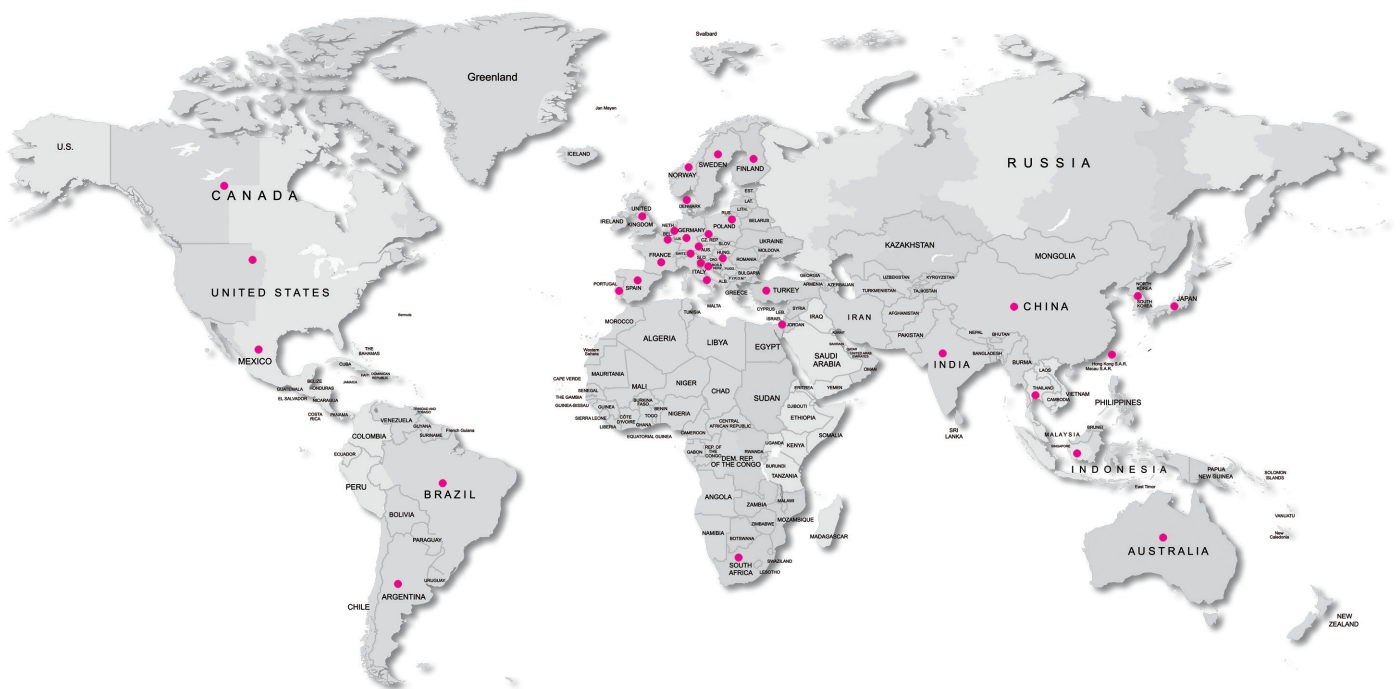 Svalbard
Greenland
Jan Mayen
U.S.
ICELAND
RUSSIA
SWEDEN
FINLAND
NORWAY
CANADA
EST.
LAT.
LITH.
DENMARK
RUS.
UNITED
KINGDOM
IRELAND
BELARUS
NETH.
POLAND
GERMANY
BEL.
LUX.
CZ. REP.
SLOV.
UKRAINE
MOLDOVA
KAZAKHSTAN
MONGOLIA
FRANCE
SWITZ.
AUS.
HUNG.
SLO.
CRO.
ROMANIA
BULGARIA
ITALY
ALB.
GREECE
PORTUGAL
SPAIN
GEORGIA
ARMENIA
AZERBAIJAN
UZBEKISTAN
KYRGYZSTAN
TURKMENISTAN
TAJIKISTAN
UNITED STATES
TURKEY
MALTA
TUNISIA
CYPRUS
LEB.
SYRIA
ISRAEL
JORDAN
IRAQ
IRAN
AFGHANISTAN
PAKISTAN
CHINA
NORTH
KOREA
SOUTH
KOREA
JAPAN
Bermuda
MOROCCO
ALGERIA
LIBYA
EGYPT
KUWAIT
BAHRAIN
QATAR
UNITED ARAB
EMIRATES
SAUDI
ARABIA
OMAN
YEMEN
NEPAL
BHUTAN
BANGLADESH
INDIA
BURMA
LAOS
THAILAND
VIETNAM
CAMBODIA
Hong Kong S.A.R.
Macau S.A.R.
PHILIPPINES
MEXICO
THE
BAHAMAS
CUBA
HAITI
DOMINICAN
REPUBLIC
JAMAICA
BELIZE
GUATEMALA
HONDURAS
EL SALVADOR
NICARAGUA
COSTA
RICA
PANAMA
TRINIDAD AND
TOBAGO
Western
Sahara
MAURITANIA
CAPE VERDE
SENEGAL
THE GAMBIA
GUINEA-BISSAU
GUINEA
SIERRA LEONE
LIBERIA
MALI
BURKINA
FASO
CÔTE
D'IVOIRE
GHANA
TOGO
BENIN
NIGER
NIGERIA
CHAD
SUDAN
ERITREA
DJIBOUTI
ETHIOPIA
SOMALIA
CAMEROON
CENTRAL
AFRICAN REPUBLIC
EQUATORIAL GUINEA
GABON
REP. OF
THE
CONGO
DEM. REP.
OF THE CONGO
UGANDA
KENYA
RWANDA
BURUNDI
TANZANIA
SRI
LANKA
MALAYSIA
BRUNEI
SINGAPORE
INDONESIA
East Timor
PAPUA
NEW GUINEA
SOLOMON
ISLANDS
VANUATU
New
Caledonia
VENEZUELA
GUYANA
SURINAME
French Guiana
COLOMBIA
ECUADOR
PERU
BRAZIL
BOLIVIA
PARAGUAY
URUGUAY
ARGENTINA
CHILE
ANGOLA
ZAMBIA
MALAWI
MOZAMBIQUE
ZIMBABWE
NAMIBIA
BOTSWANA
MADAGASCAR
SWAZILAND
LESOTHO
SOUTH
AFRICA
AUSTRALIA
NEW
ZEALAND